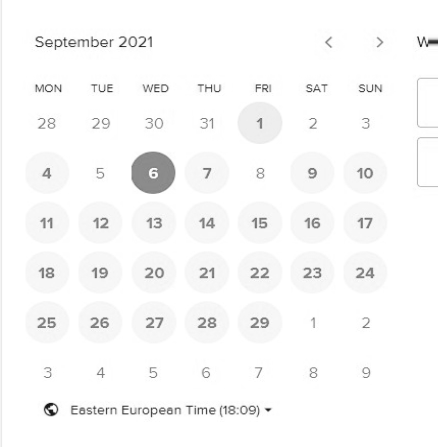 September 2021
MON TUE WED THU FRI SAT SUN
28 29 30 31 1 2 3
4 5 6 7 8 9 10
11 12 13 14 15 16 17
18 19 20 21 22 23 24
25 26 27 28 29 1 2
3 4 5 6 7 8 9
Eastern European Time (18:09)